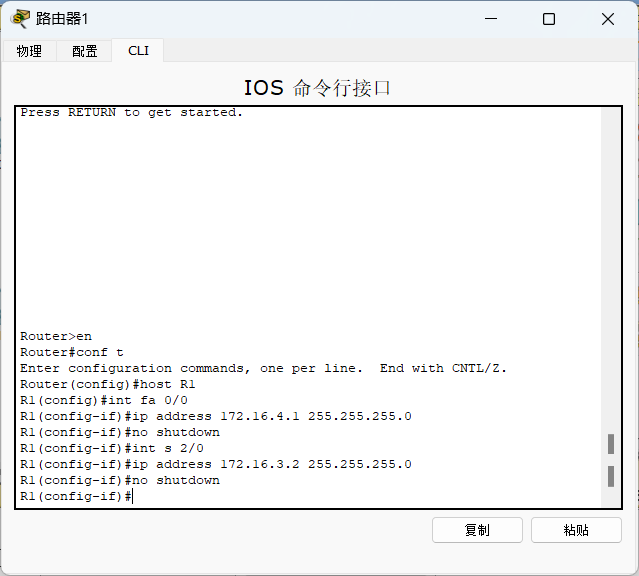 路由器1
物理 配置 CLI
IOS 命令行接口
Press RETURN to get started.
Router>en
Router#conf t
Enter configuration commands, one per line.  End with CNTL/Z.
Router(config)#host R1
R1(config)#int fa 0/0
R1(config-if)#ip address 172.16.4.1 255.255.255.0
R1(config-if)#no shutdown
R1(config-if)#int s 2/0
R1(config-if)#ip address 172.16.3.2 255.255.255.0
R1(config-if)#no shutdown
R1(config-if)#
复制 粘贴